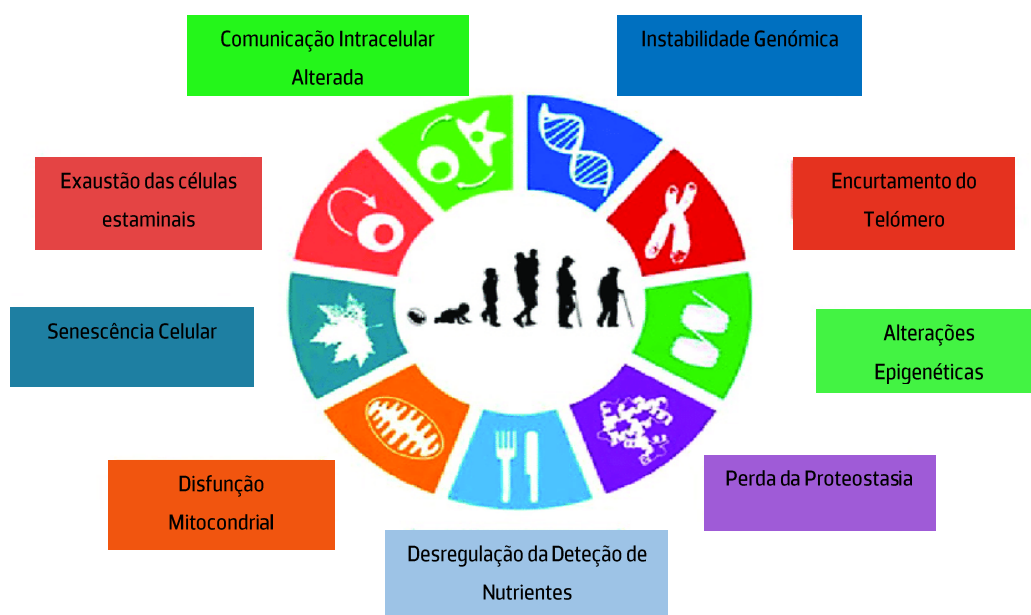 Comunicação Intracelular
Alterada
Instabilidade Genómica
Exaustão das células
estaminais
Encurtamento do
Telómero
Senescência Celular
Alterações
Epigenéticas
Disfunção
Mitocondrial
Perda da Proteostasia
Desregulação da Deteção de
Nutrientes